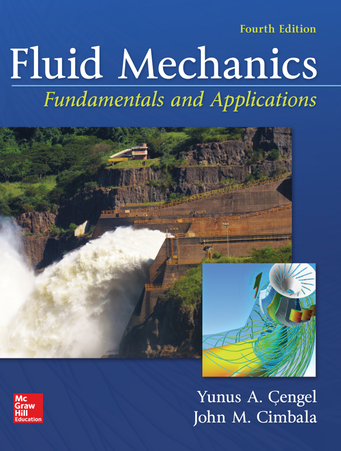 Fourth Edition
Fluid Mechanics
Fundamentals and Applications
Yunus A. Çengel
John M. Cimbala
Mc
Graw
Hill
Education